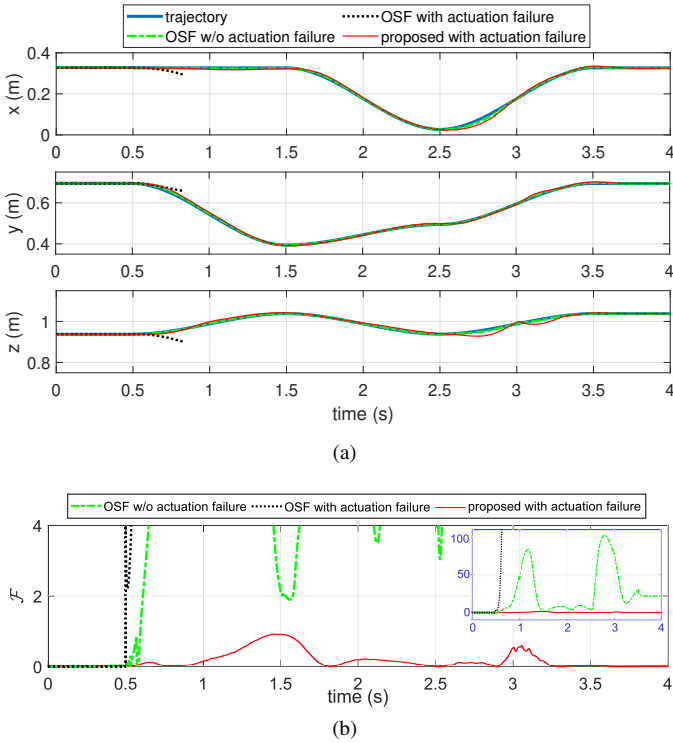 trajectory
OSF with actuation failure
OSF w/o actuation failure
proposed with actuation failure
0.4
0.2
0
x (m)
0 0.5 1 1.5 2 2.5 3 3.5 4
0.6
0.4
y (m)
0 0.5 1 1.5 2 2.5 3 3.5 4
1
0.8
z (m)
0 0.5 1 1.5 2 2.5 3 3.5 4
time (s)
(a)
OSF w/o actuation failure OSF with actuation failure proposed with actuation failure
4
2
0
ℱ
100
50
0
0 1 2 3 4
0 0.5 1 1.5 2 2.5 3 3.5 4
time (s)
(b)